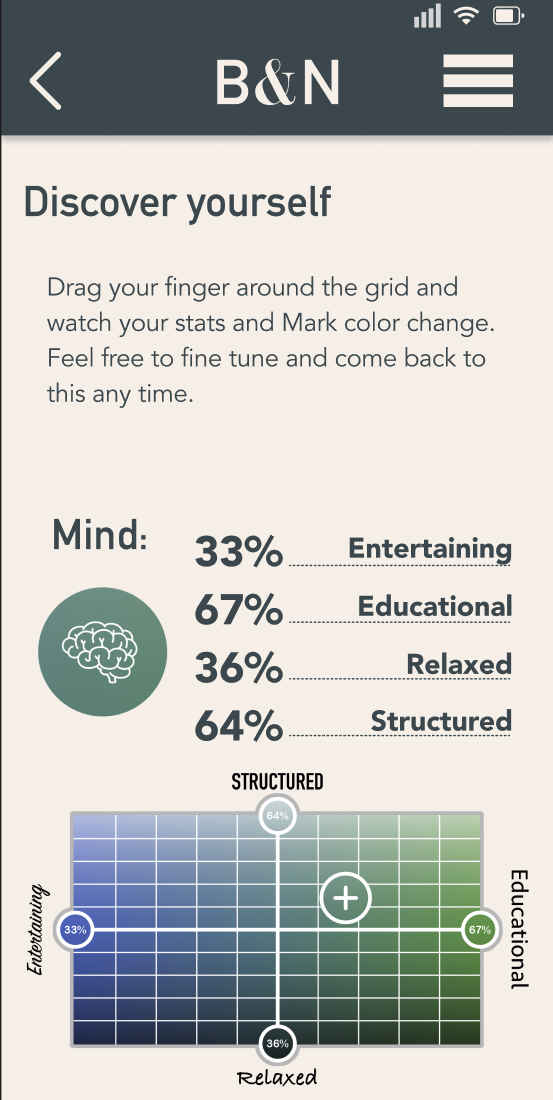 B&N
Discover yourself
Drag your finger around the grid and
watch your stats and Mark color change.
Feel free to fine tune and come back to
this any time.
Mind:
33% Entertaining
67% Educational
36% Relaxed
64% Structured
STRUCTURED
64%
Entertaining
33%
67%
Educational
36%
Relaxed